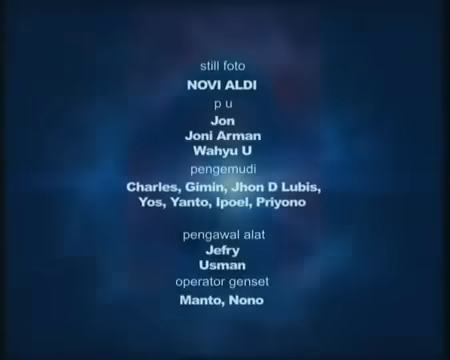 still foto
NOVI ALDI
p u
Jon
Joni Arman
Wahyu U
pengemudi
Charles, Gimin, Jhon D Lubis,
Yos, Yanto, Ipoel, Priyono
pengawal alat
Jefry
Usman
operator genset
Manto, Nono